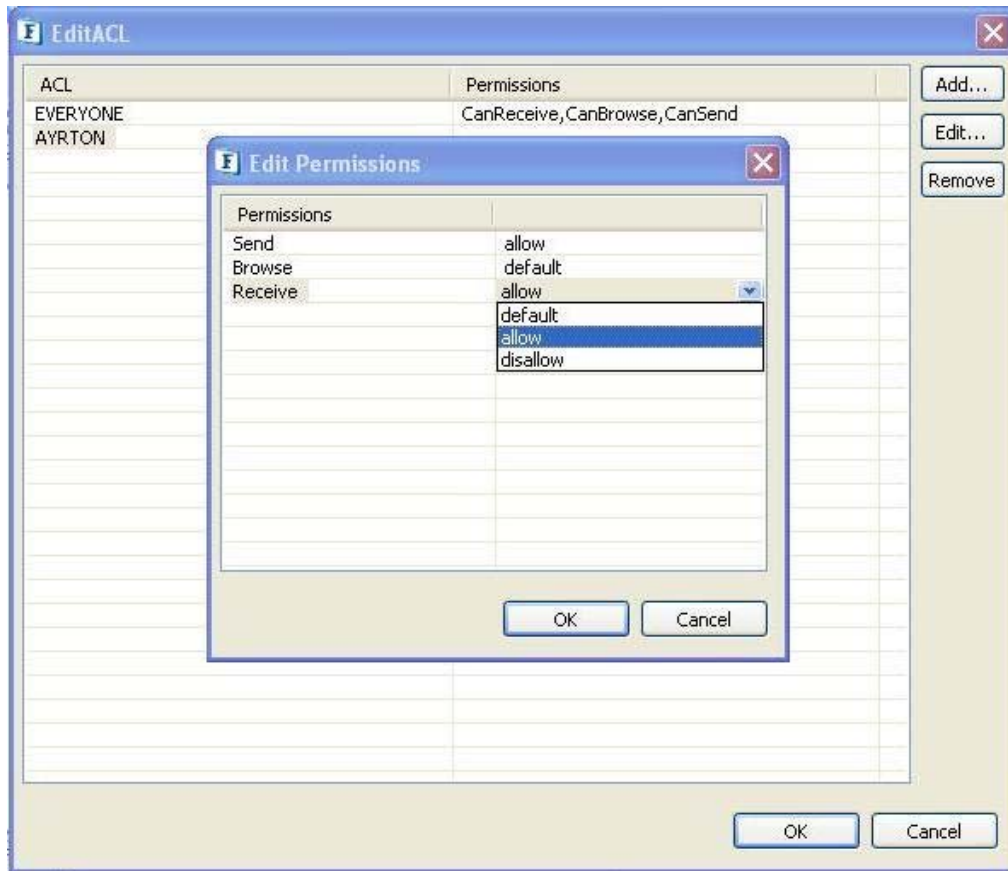 EditACL
ACL Permissions
EVERYONE CanReceive,CanBrowse,CanSend
AYRTON
Add...
Edit...
Remove
Edit Permissions
Permissions
Send allow
Browse default
Receive allow
default
allow
disallow
OK Cancel
OK Cancel